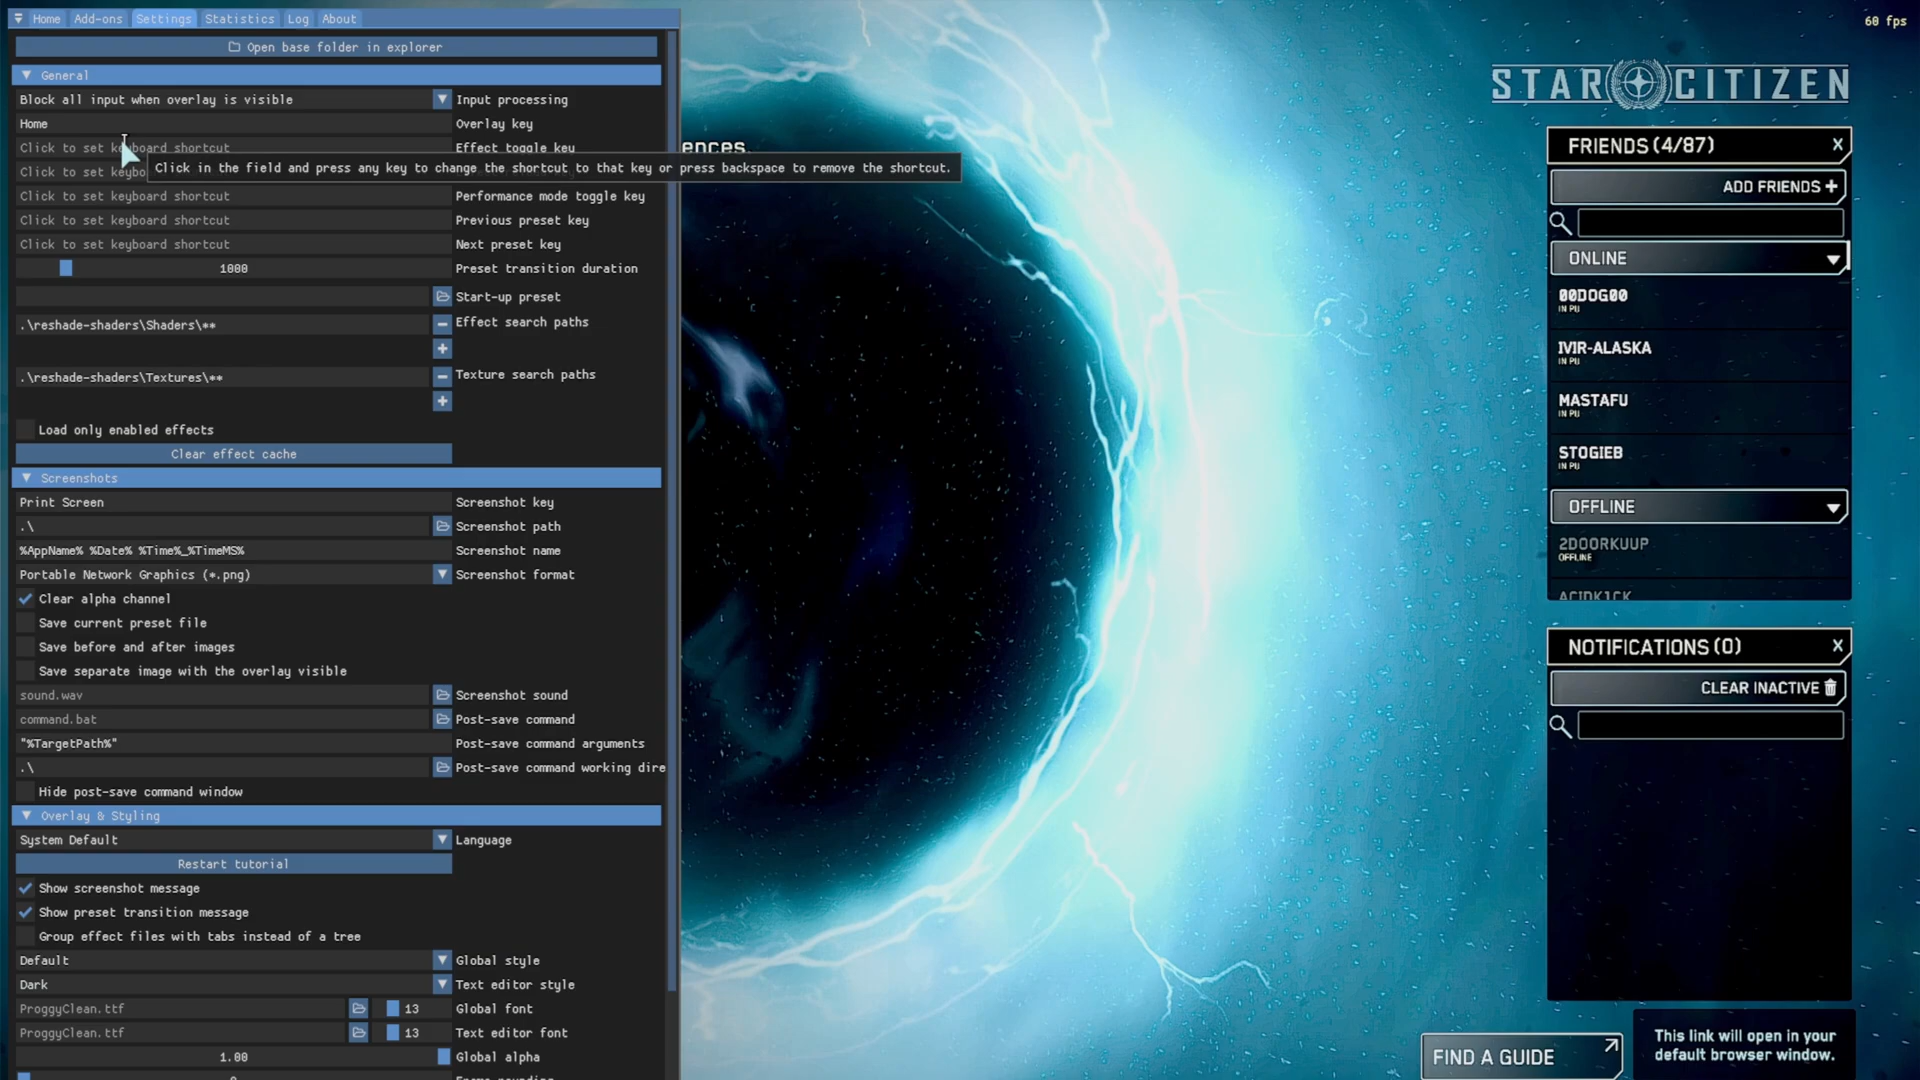 Home Add-ons Settings Statistics Log About
60 fps
Open base folder in explorer
General
Block all input when overlay is visible Input processing
Home Overlay key
Click to set keyboard shortcut Effect toggle key
Click to set keybo
Click in the field and press any key to change the shortcut to that key or press backspace to remove the shortcut.
ences.
Click to set keyboard shortcut Performance mode toggle key
Click to set keyboard shortcut Previous preset key
Click to set keyboard shortcut Next preset key
1000 Preset transition duration
Start-up preset
.\reshade-shaders\Shaders\** Effect search paths
.\reshade-shaders\Textures\** Texture search paths
Load only enabled effects
Clear effect cache
Screenshots
Print Screen Screenshot key
.\ Screenshot path
%AppName% %Date% %Time%_%TimeMS% Screenshot name
Portable Network Graphics (*.png) Screenshot format
Clear alpha channel
Save current preset file
Save before and after images
Save separate image with the overlay visible
sound.wav Screenshot sound
command.bat Post-save command
"%TargetPath%" Post-save command arguments
.\ Post-save command working dire
Hide post-save command window
Overlay & Styling
System Default Language
Restart tutorial
Show screenshot message
Show preset transition message
Group effect files with tabs instead of a tree
Default Global style
Dark Text editor style
ProggyClean.ttf 13 Global font
ProggyClean.ttf 13 Text editor font
1.00 Global alpha
STAR CITIZEN
FRIENDS (4/87) X
ADD FRIENDS +
ONLINE
00DOG00
IN PU
IVIR-ALASKA
IN PU
MASTAFU
IN PU
STOGIEB
IN PU
OFFLINE
2DOORKUUP
OFFLINE
ACIDK1CK
NOTIFICATIONS (0) X
CLEAR INACTIVE
FIND A GUIDE
This link will open in your
default browser window.